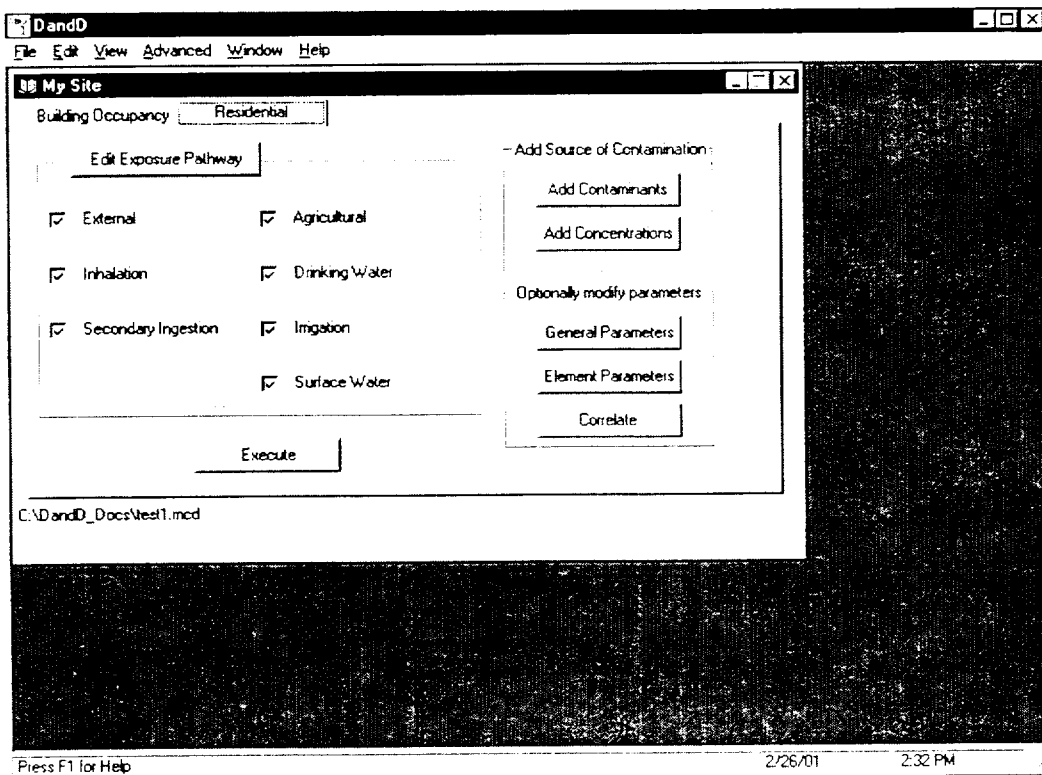 DandD
File Edit View Advanced Window Help
My Site
Building Occupancy Residential
Edit Exposure Pathway
External
Agricultural
Inhalation
Drinking Water
Secondary Ingestion
Irrigation
Surface Water
Execute
Add Source of Contamination
Add Contaminants
Add Concentrations
Optionally modify parameters
General Parameters
Element Parameters
Correlate
C:\DandD_Docs\test1.mcd
Press F1 for Help
2/26/01
2:32 PM